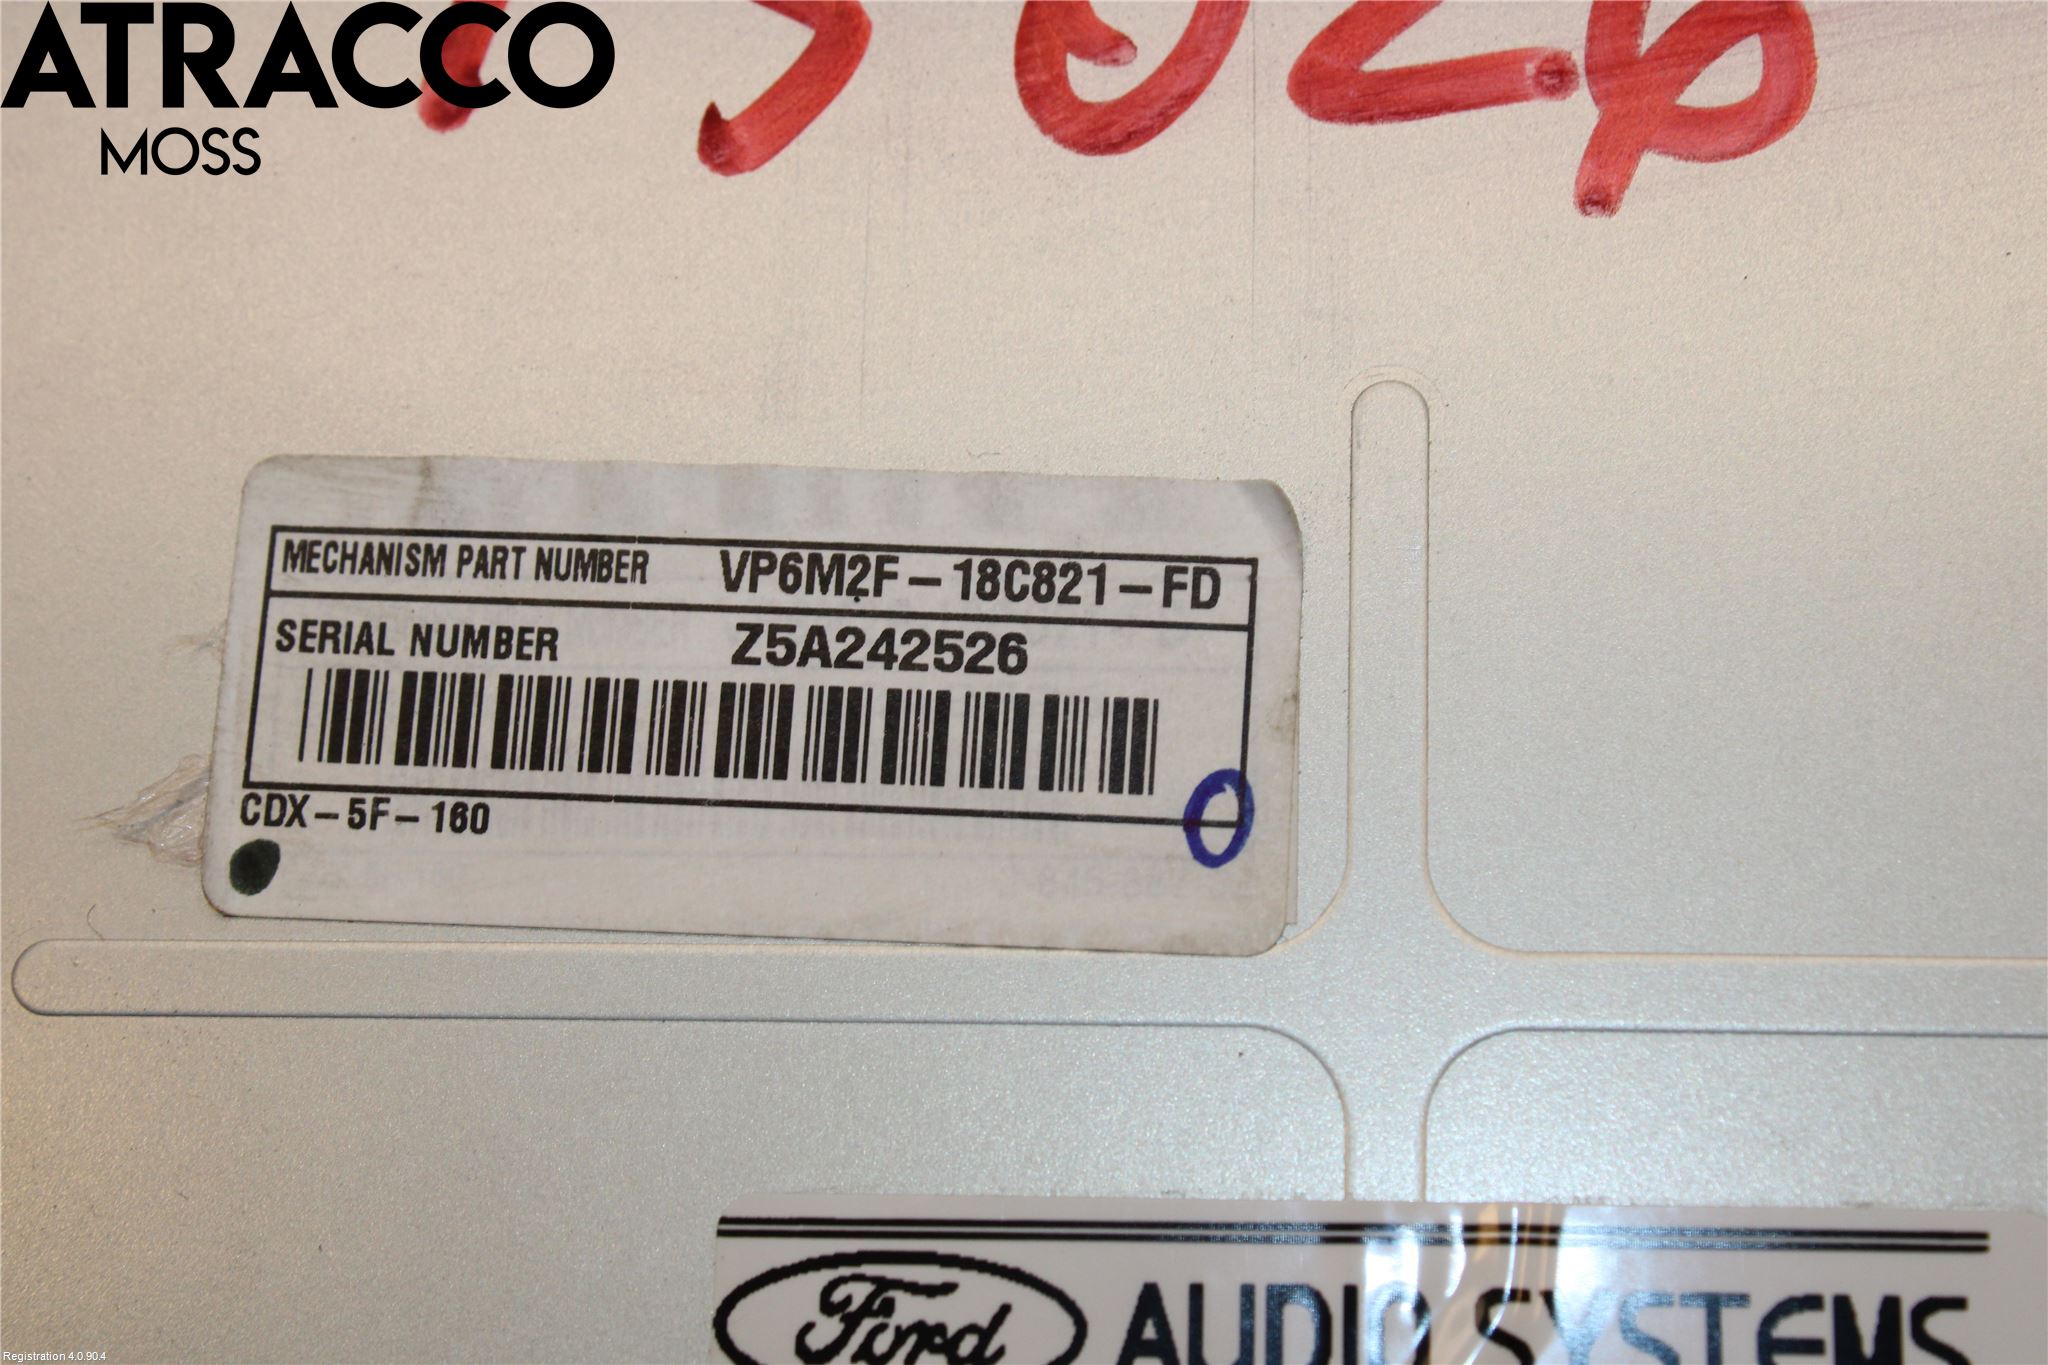 ATRACCO
MOSS
MECHANISM PART NUMBER VP6M2F-18C821-FD
SERIAL NUMBER Z5A242526
CDX-5F-160
Ford AUDIO SYSTEMS
Registration 4.0.90.4